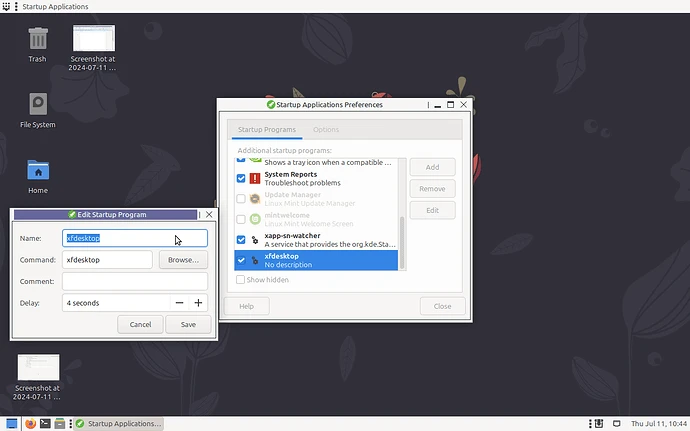 Startup Applications
Trash
Screenshot at
2024-07-11 ...
File System
Home
Startup Applications Preferences
Startup Programs
Options
Additional startup programs:
Shows a tray icon when a compatible ...
System Reports
Troubleshoot problems
Update Manager
Linux Mint Update Manager
mintwelcome
Linux Mint Welcome Screen
xapp-sn-watcher
A service that provides the org.kde.Sta...
xfdesktop
No description
Add
Remove
Edit
Show hidden
Help
Close
Edit Startup Program
Name:
xfdesktop
Command:
xfdesktop
Browse...
Comment:
Delay:
4 seconds
Cancel
Save
Screenshot at
2024-07-11 ...
Startup Applications...
Thu Jul 11, 10:44